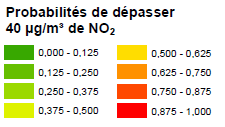 Probabilités de dépasser
40 µg/m³ de NO₂
0,000 - 0,125
0,125 - 0,250
0,250 - 0,375
0,375 - 0,500
0,500 - 0,625
0,625 - 0,750
0,750 - 0,875
0,875 - 1,000